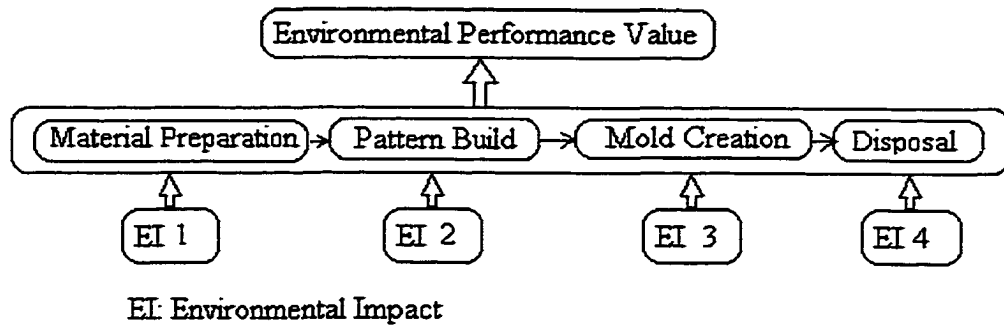 Environmental Performance Value
Material Preparation Pattern Build Mold Creation Disposal
EI 1 EI 2 EI 3 EI 4
EI: Environmental Impact